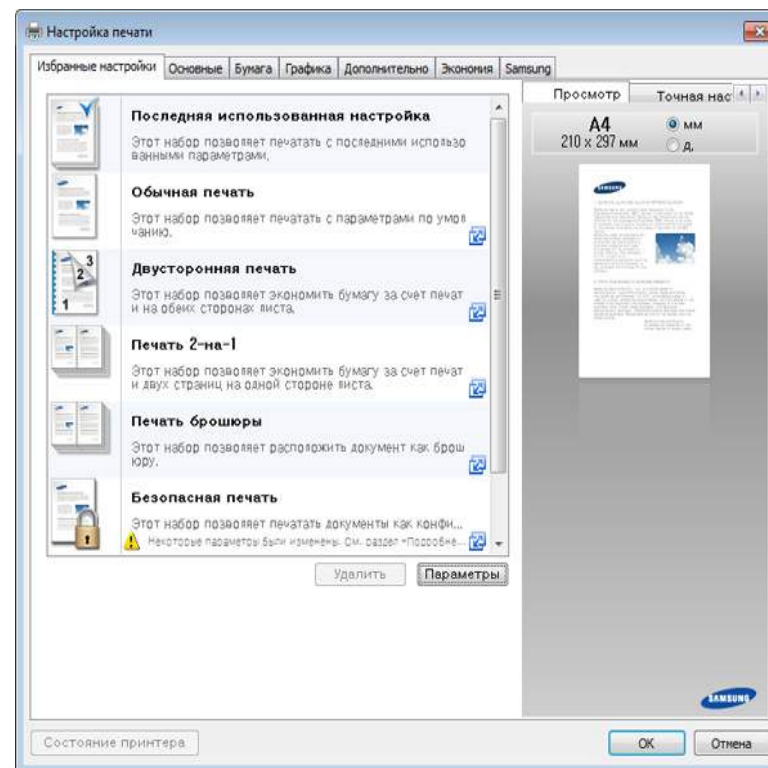 Настройка печати
Избранные настройки Основные Бумага Графика Дополнительно Экономия Samsung
Последняя использованная настройка
Этот набор позволяет печатать с последними использо
ванными параметрами.
Обычная печать
Этот набор позволяет печатать с параметрами по умол
чанию.
Двусторонняя печать
Этот набор позволяет экономить бумагу за счет печат
и на обеих сторонах листа.
3
2
1
Печать 2-на-1
Этот набор позволяет экономить бумагу за счет печат
и двух страниц на одной стороне листа.
Печать брошюры
Этот набор позволяет расположить документ как брош
юру.
Безопасная печать
Этот набор позволяет печатать документы как конфи...
Некоторые параметры были изменены. См. раздел "Подробне...
Удалить Параметры
Просмотр Точная нас
A4
210 x 297 мм
мм
д.
SAMSUNG
SAMSUNG
Состояние принтера
OK Отмена